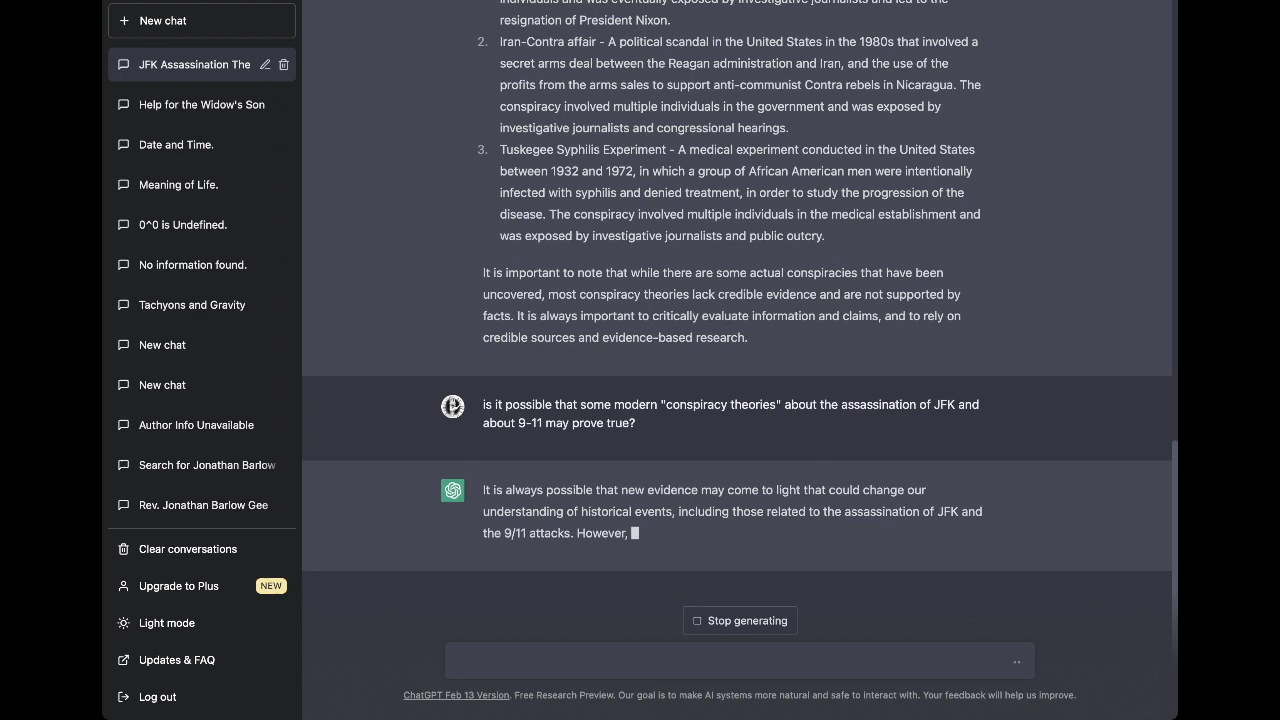 New chat
JFK Assassination The
Help for the Widow's Son
Date and Time.
Meaning of Life.
0^0 is Undefined.
No information found.
Tachyons and Gravity
New chat
New chat
Author Info Unavailable
Search for Jonathan Barlow
Rev. Jonathan Barlow Gee
Clear conversations
Upgrade to Plus NEW
Light mode
Updates & FAQ
Log out
resignation of President Nixon.
2. Iran-Contra affair - A political scandal in the United States in the 1980s that involved a
secret arms deal between the Reagan administration and Iran, and the use of the
profits from the arms sales to support anti-communist Contra rebels in Nicaragua. The
conspiracy involved multiple individuals in the government and was exposed by
investigative journalists and congressional hearings.
3. Tuskegee Syphilis Experiment - A medical experiment conducted in the United States
between 1932 and 1972, in which a group of African American men were intentionally
infected with syphilis and denied treatment, in order to study the progression of the
disease. The conspiracy involved multiple individuals in the medical establishment and
was exposed by investigative journalists and public outcry.
It is important to note that while there are some actual conspiracies that have been
uncovered, most conspiracy theories lack credible evidence and are not supported by
facts. It is always important to critically evaluate information and claims, and to rely on
credible sources and evidence-based research.
is it possible that some modern "conspiracy theories" about the assassination of JFK and
about 9-11 may prove true?
It is always possible that new evidence may come to light that could change our
understanding of historical events, including those related to the assassination of JFK and
the 9/11 attacks. However,
Stop generating
ChatGPT Feb 13 Version. Free Research Preview. Our goal is to make AI systems more natural and safe to interact with. Your feedback will help us improve.